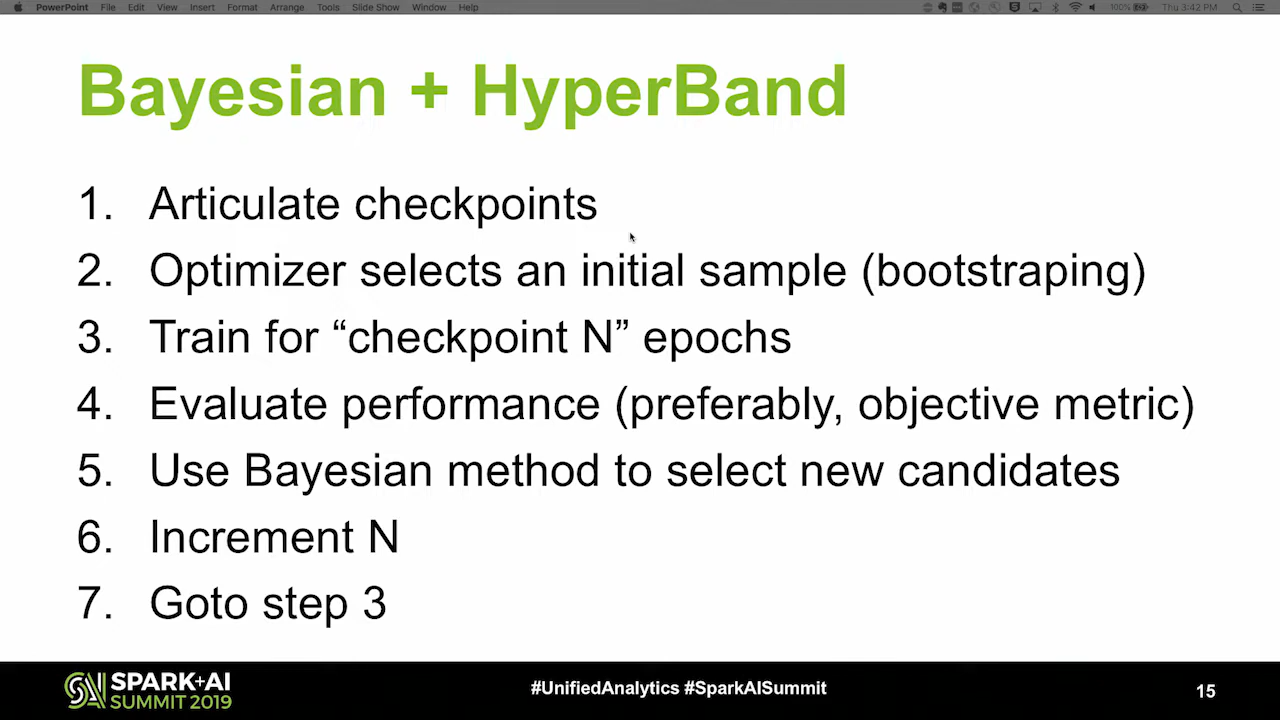 PowerPoint File Edit View Insert Format Arrange Tools Slide Show Window Help 100% Thu 3:42 PM
Bayesian + HyperBand
1. Articulate checkpoints
2. Optimizer selects an initial sample (bootstraping)
3. Train for “checkpoint N” epochs
4. Evaluate performance (preferably, objective metric)
5. Use Bayesian method to select new candidates
6. Increment N
7. Goto step 3
SPARK+AI
SUMMIT 2019
#UnifiedAnalytics #SparkAISummit
15